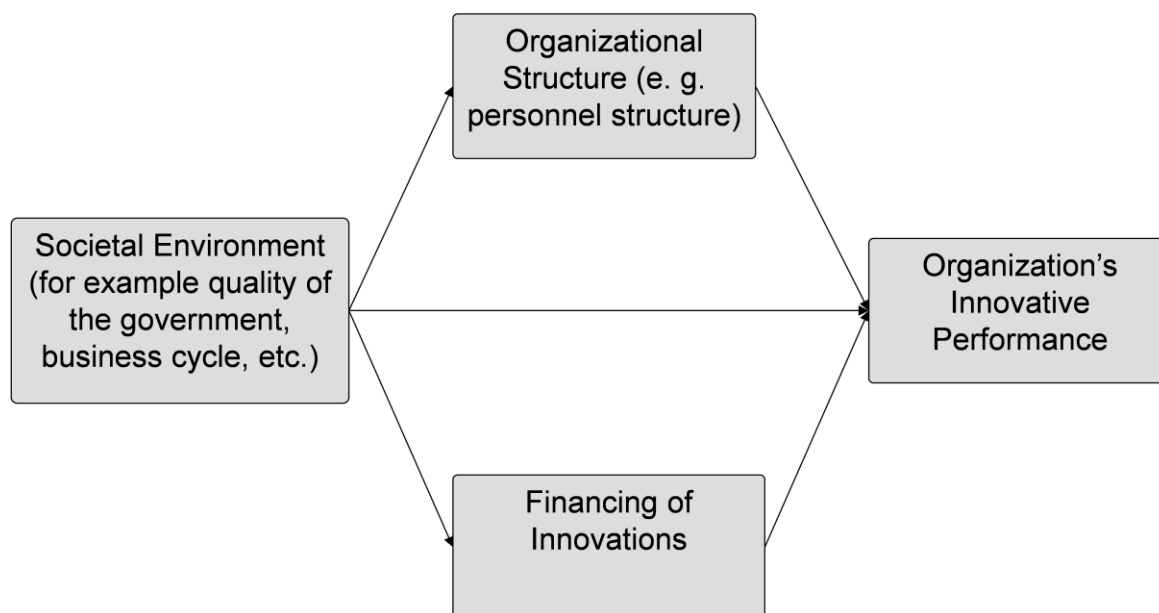 Organizational
Structure (e. g.
personnel structure)
Societal Environment
(for example quality of
the government,
business cycle, etc.)
Organization’s
Innovative
Performance
Financing of
Innovations